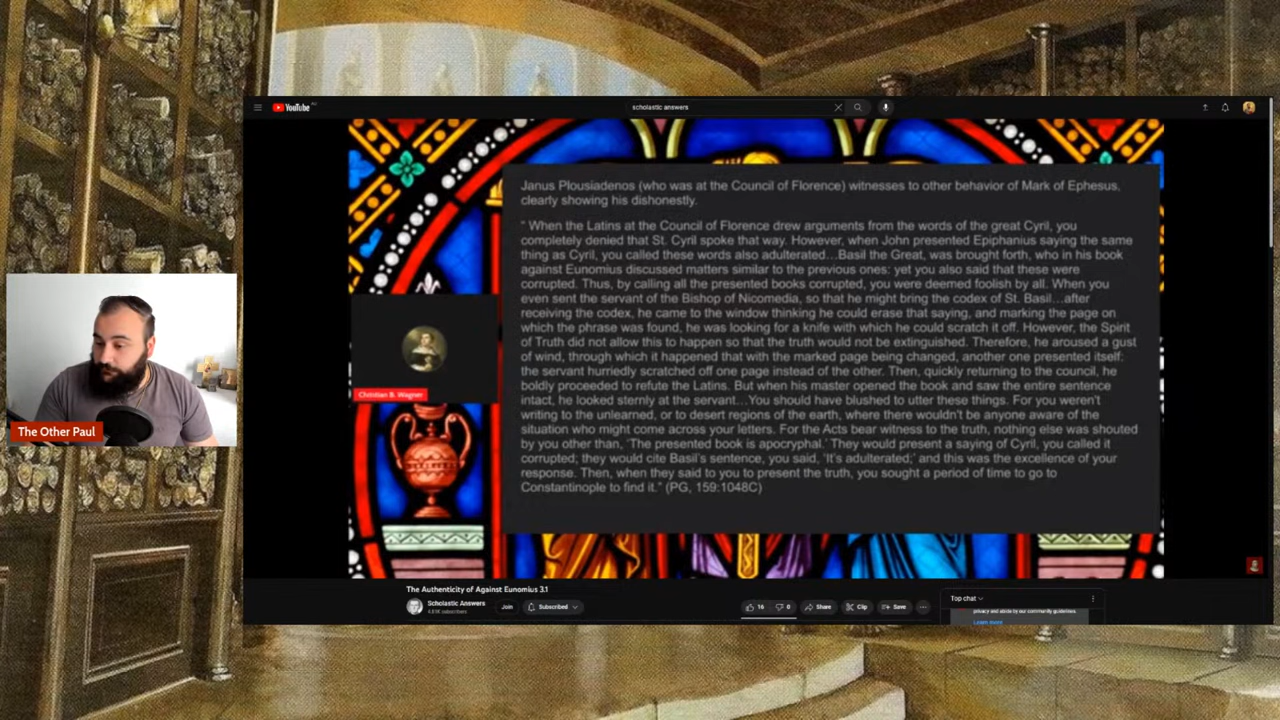 YouTube
scholastic answers
Janus Plousiadenos (who was at the Council of Florence) witnesses to other behavior of Mark of Ephesus,
clearly showing his dishonestly.
" When the Latins at the Council of Florence drew arguments from the words of the great Cyril, you
completely denied that St. Cyril spoke that way. However, when John presented Epiphanius saying the same
thing as Cyril, you called these words also adulterated…Basil the Great, was brought forth, who in his book
against Eunomius discussed matters similar to the previous ones: yet you also said that these were
corrupted. Thus, by calling all the presented books corrupted, you were deemed foolish by all. When you
even sent the servant of the Bishop of Nicomedia, so that he might bring the codex of St. Basil…after
receiving the codex, he came to the window thinking he could erase that saying, and marking the page on
which the phrase was found, he was looking for a knife with which he could scratch it off. However, the Spirit
of Truth did not allow this to happen so that the truth would not be extinguished. Therefore, he aroused a gust
of wind, through which it happened that with the marked page being changed, another one presented itself:
the servant hurriedly scratched off one page instead of the other. Then, quickly returning to the council, he
boldly proceeded to refute the Latins. But when his master opened the book and saw the entire sentence
intact, he looked sternly at the servant…You should have blushed to utter these things. For you weren't
writing to the unlearned, or to desert regions of the earth, where there wouldn't be anyone aware of the
situation who might come across your letters. For the Acts bear witness to the truth, nothing else was shouted
by you other than, 'The presented book is apocryphal.' They would present a saying of Cyril, you called it
corrupted; they would cite Basil's sentence, you said, 'It's adulterated;' and this was the excellence of your
response. Then, when they said to you to present the truth, you sought a period of time to go to
Constantinople to find it." (PG, 159:1048C)
Christian B. Wagner
The Other Paul
The Authenticity of Against Eunomius 3.1
Scholastic Answers
subscribers
Join
Subscribed
16
0
Share
Clip
Save
Top chat
privacy and abide by our community guidelines.
Learn more